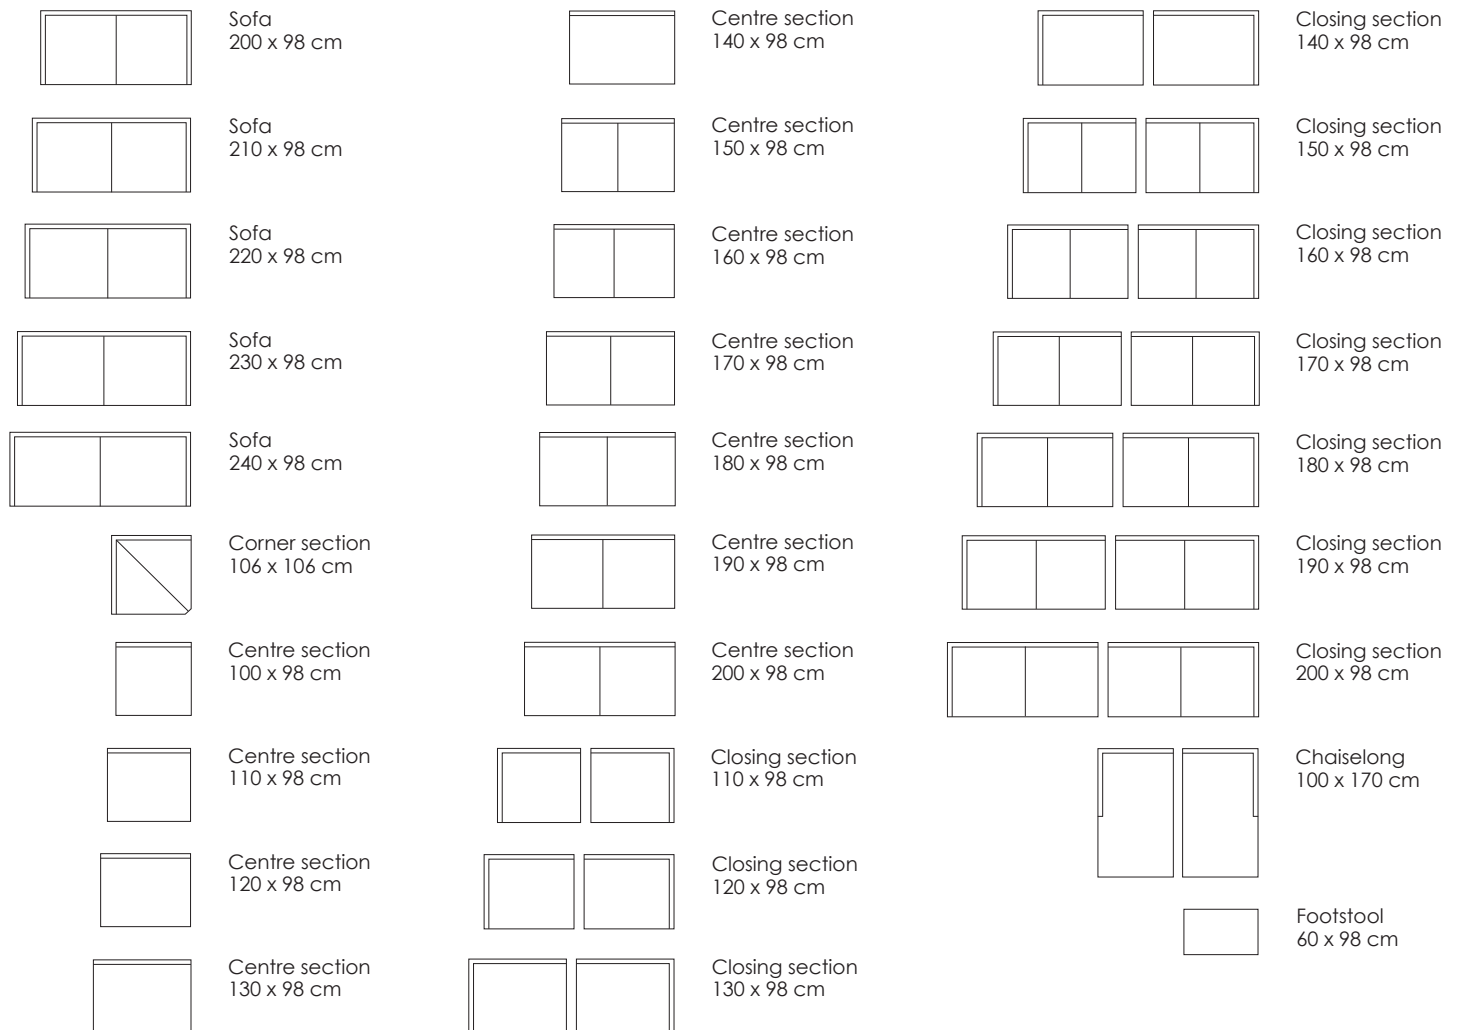 Sofa
200 x 98 cm
Sofa
210 x 98 cm
Sofa
220 x 98 cm
Sofa
230 x 98 cm
Sofa
240 x 98 cm
Corner section
106 x 106 cm
Centre section
100 x 98 cm
Centre section
110 x 98 cm
Centre section
120 x 98 cm
Centre section
130 x 98 cm
Centre section
140 x 98 cm
Centre section
150 x 98 cm
Centre section
160 x 98 cm
Centre section
170 x 98 cm
Centre section
180 x 98 cm
Centre section
190 x 98 cm
Centre section
200 x 98 cm
Closing section
110 x 98 cm
Closing section
120 x 98 cm
Closing section
130 x 98 cm
Closing section
140 x 98 cm
Closing section
150 x 98 cm
Closing section
160 x 98 cm
Closing section
170 x 98 cm
Closing section
180 x 98 cm
Closing section
190 x 98 cm
Closing section
200 x 98 cm
Chaiselong
100 x 170 cm
Footstool
60 x 98 cm